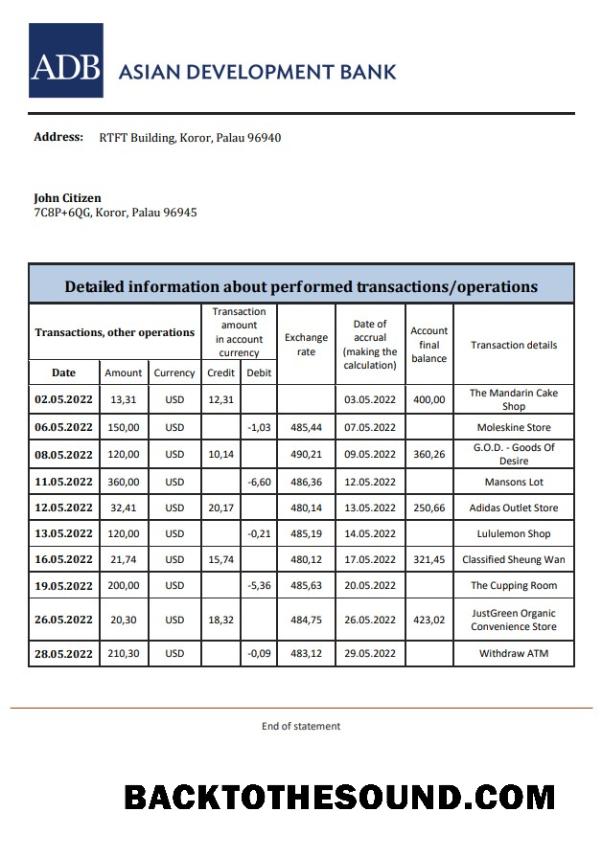 ADB ASIAN DEVELOPMENT BANK
Address: RTFT Building, Koror, Palau 96940
John Citizen
7C8P+6QG, Koror, Palau 96945
Detailed information about performed transactions/operations
Transactions, other operations
Transaction
amount
in account
currency
Exchange
rate
Date of
accrual
(making the
calculation)
Account
final
balance
Transaction details
Date Amount Currency Credit Debit
02.05.2022 13,31 USD 12,31 03.05.2022 400,00 The Mandarin Cake
Shop
06.05.2022 150,00 USD -1,03 485,44 07.05.2022 Moleskine Store
08.05.2022 120,00 USD 10,14 490,21 09.05.2022 360,26 G.O.D. - Goods Of
Desire
11.05.2022 360,00 USD -6,60 486,36 12.05.2022 Mansons Lot
12.05.2022 32,41 USD 20,17 480,14 13.05.2022 250,66 Adidas Outlet Store
13.05.2022 120,00 USD -0,21 485,19 14.05.2022 Lululemon Shop
16.05.2022 21,74 USD 15,74 480,12 17.05.2022 321,45 Classified Sheung Wan
19.05.2022 200,00 USD -5,36 485,63 20.05.2022 The Cupping Room
26.05.2022 20,30 USD 18,32 484,75 26.05.2022 423,02 JustGreen Organic
Convenience Store
28.05.2022 210,30 USD -0,09 483,12 29.05.2022 Withdraw ATM
End of statement
BACKTOTHESOUND.COM